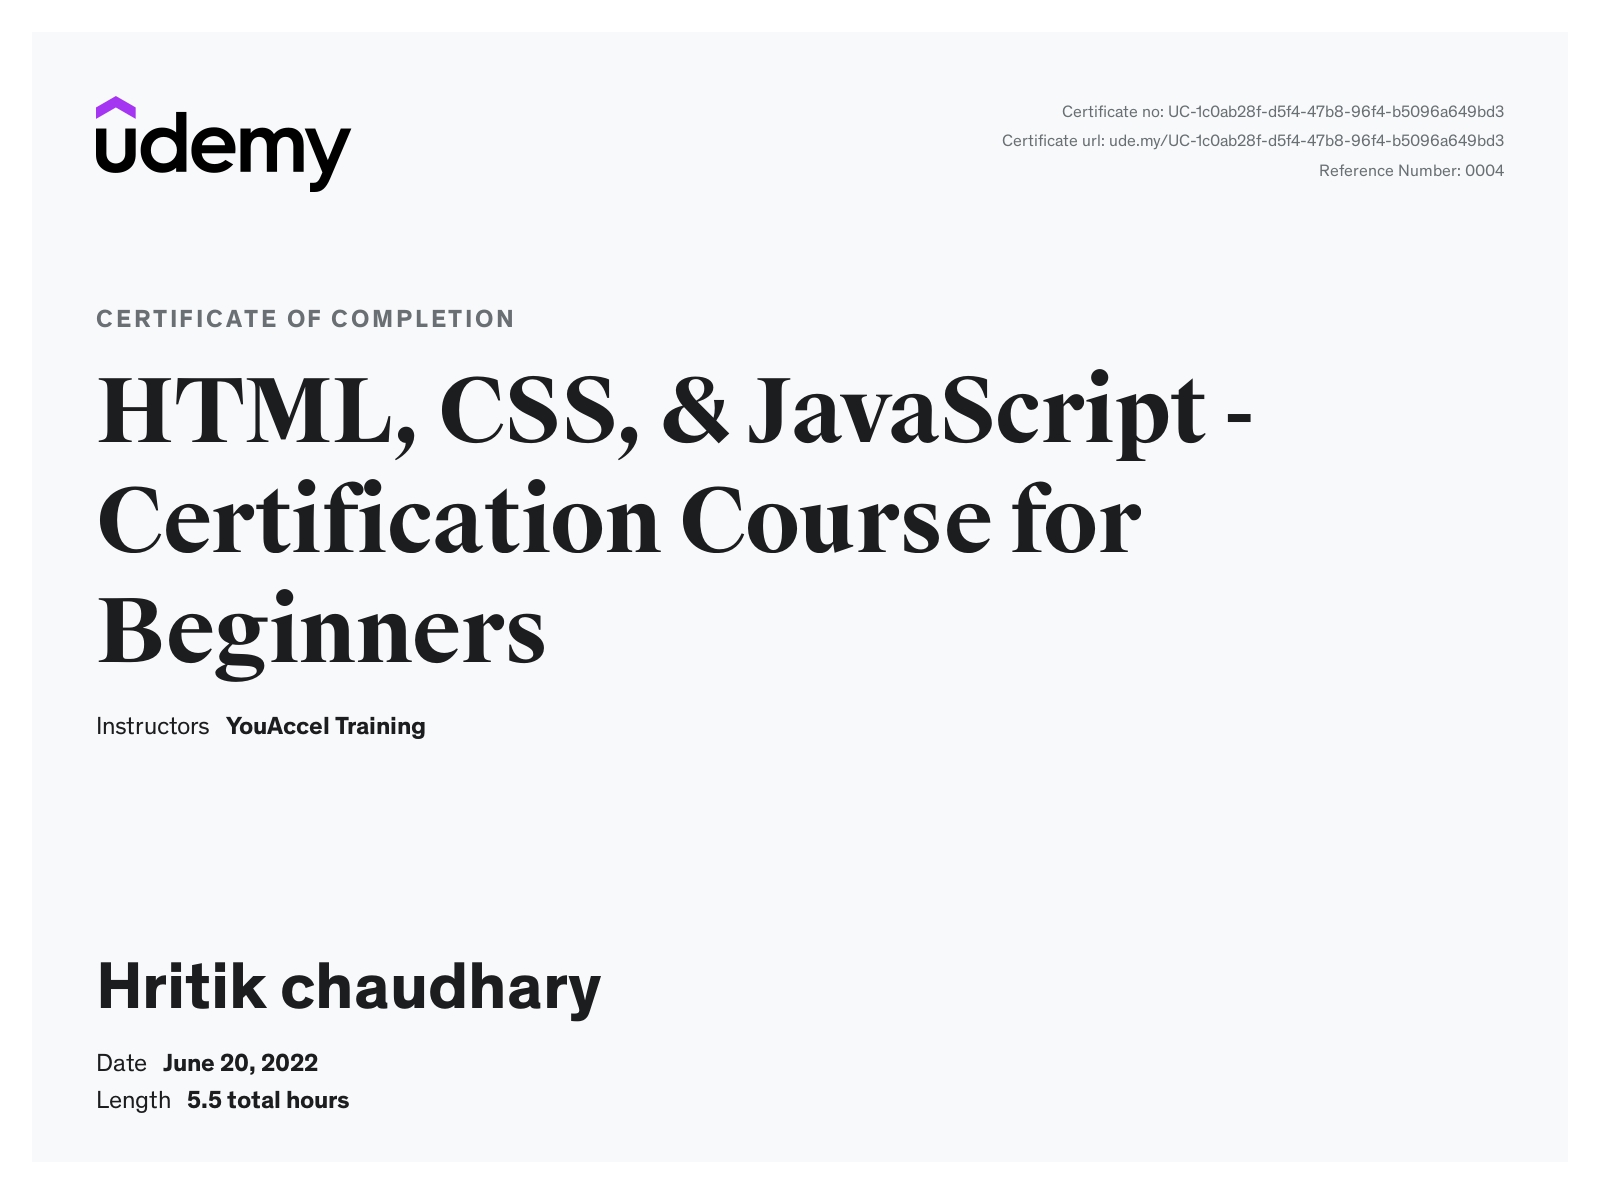 udemy
Certificate no: UC-1c0ab28f-d5f4-47b8-96f4-b5096a649bd3
Certificate url: ude.my/UC-1c0ab28f-d5f4-47b8-96f4-b5096a649bd3
Reference Number: 0004
CERTIFICATE OF COMPLETION
HTML, CSS, & JavaScript -
Certification Course for
Beginners
Instructors YouAccel Training
Hritik chaudhary
Date June 20, 2022
Length 5.5 total hours